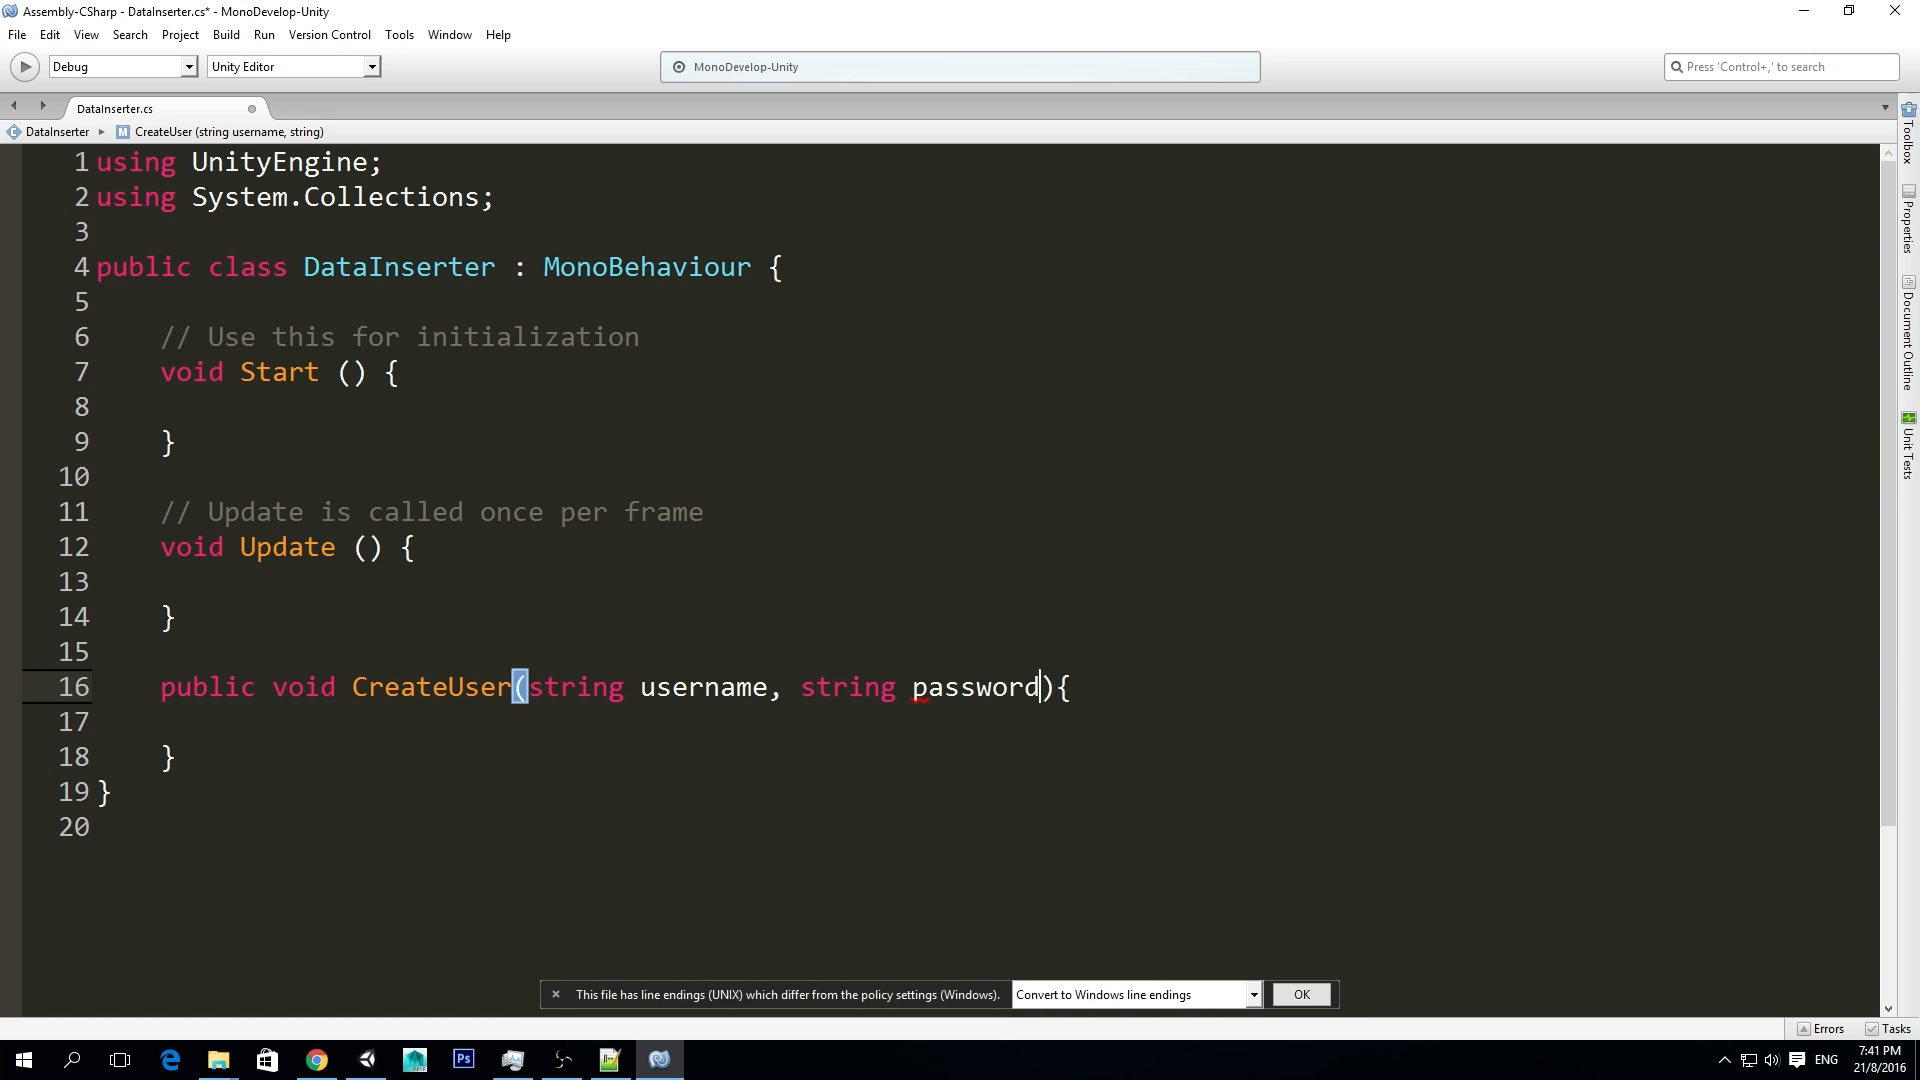 Assembly-CSharp - DataInserter.cs* - MonoDevelop-Unity
File Edit View Search Project Build Run Version Control Tools Window Help
Debug Unity Editor MonoDevelop-Unity Press 'Control+,' to search
DataInserter.cs
DataInserter CreateUser (string username, string)
1 using UnityEngine;
2 using System.Collections;
3
4 public class DataInserter : MonoBehaviour {
5
6 // Use this for initialization
7 void Start () {
8
9 }
10
11 // Update is called once per frame
12 void Update () {
13
14 }
15
16 public void CreateUser(string username, string password){
17
18 }
19 }
20
Toolbox
Properties
Document Outline
Unit Tests
This file has line endings (UNIX) which differ from the policy settings (Windows). Convert to Windows line endings OK
Errors Tasks
Ps ENG 7:41 PM
21/8/2016